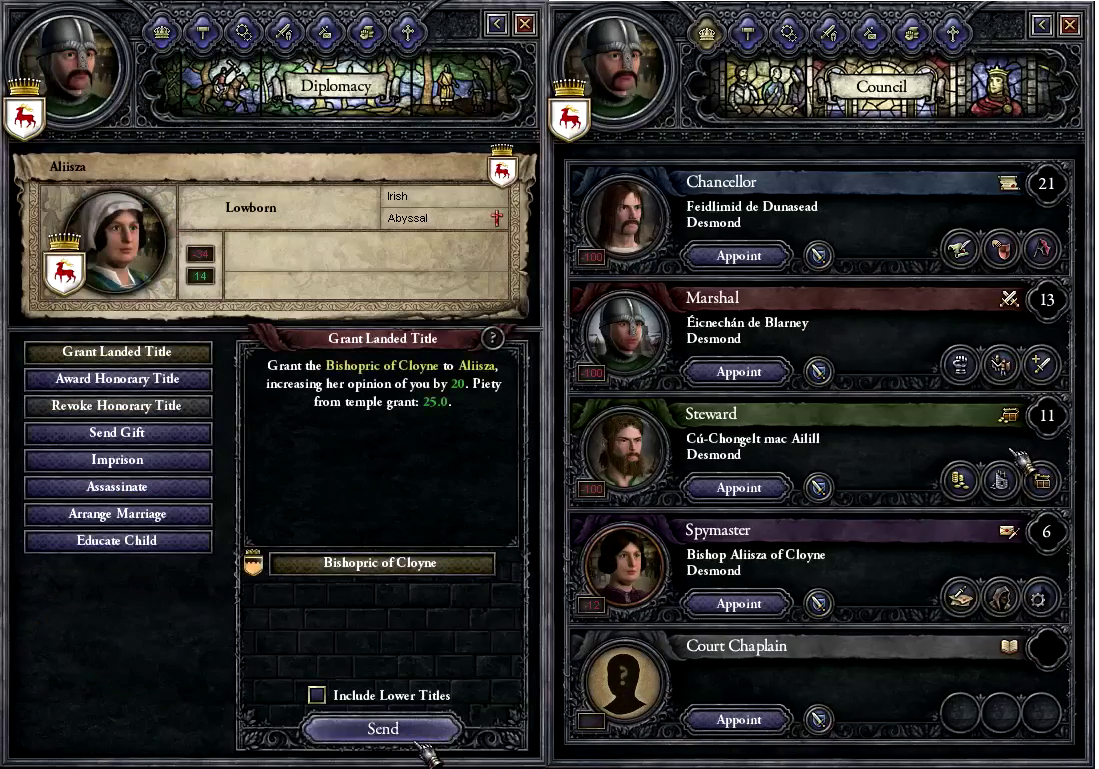 Diplomacy
Aliisza
Lowborn
Irish
Abyssal
-34
14
Grant Landed Title
Award Honorary Title
Revoke Honorary Title
Send Gift
Imprison
Assassinate
Arrange Marriage
Educate Child
Grant Landed Title
?
Grant the Bishopric of Cloyne to Aliisza,
increasing her opinion of you by 20. Piety
from temple grant: 25.0.
Bishopric of Cloyne
Include Lower Titles
Send
Council
Chancellor
21
Feidlimid de Dunasead
Desmond
-100
Appoint
Marshal
13
Éicnechán de Blarney
Desmond
-100
Appoint
Steward
11
Cú-Chongelt mac Ailill
Desmond
-100
Appoint
Spymaster
6
Bishop Aliisza of Cloyne
Desmond
-12
Appoint
Court Chaplain
?
Appoint